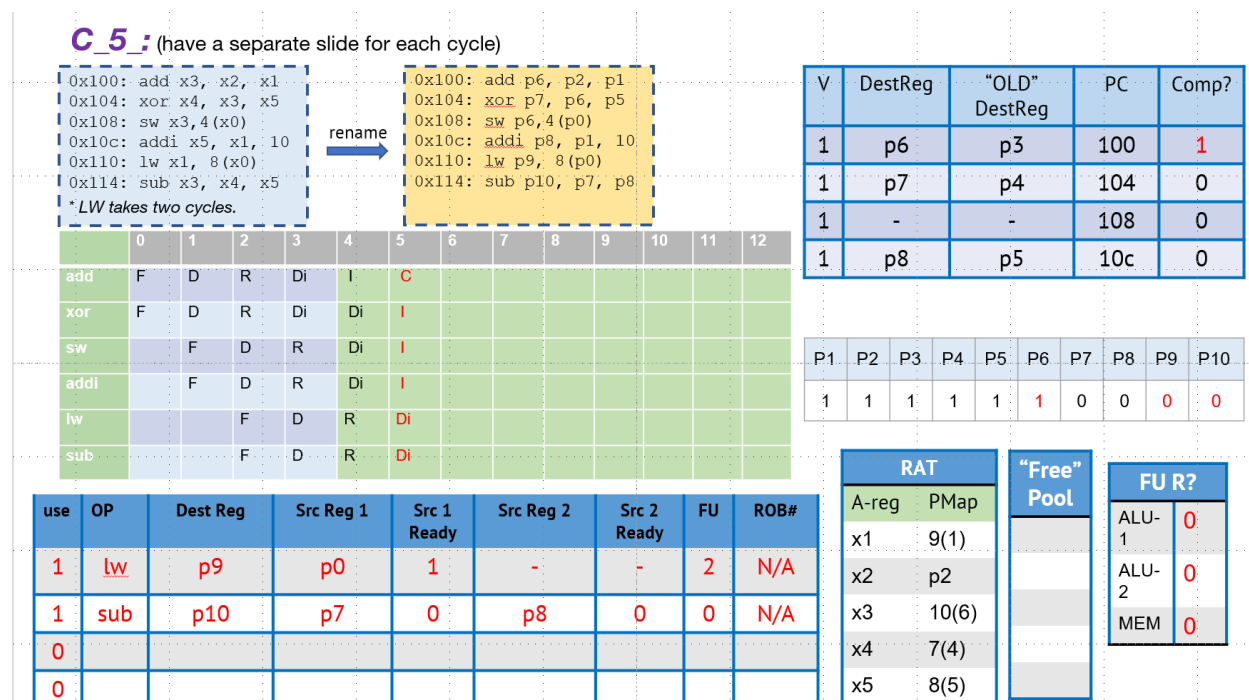 C_5_: (have a separate slide for each cycle)
0x100: add x3, x2, x1
0x104: xor x4, x3, x5
0x108: sw x3,4(x0)
0x10c: addi x5, x1, 10
0x110: lw x1, 8(x0)
0x114: sub x3, x4, x5
* LW takes two cycles.
rename
0x100: add p6, p2, p1
0x104: xor p7, p6, p5
0x108: sw p6,4(p0)
0x10c: addi p8, p1, 10
0x110: lw p9, 8(p0)
0x114: sub p10, p7, p8
V DestReg “OLD” DestReg PC Comp?
1 p6 p3 100 1
1 p7 p4 104 0
1 - - 108 0
1 p8 p5 10c 0
0 1 2 3 4 5 6 7 8 9 10 11 12
add F D R Di I C
xor F D R Di Di I
sw F D R Di I
addi F D R Di I
lw F D R Di
sub F D R Di
P1 P2 P3 P4 P5 P6 P7 P8 P9 P10
1 1 1 1 1 1 0 0 0 0
use OP Dest Reg Src Reg 1 Src 1 Ready Src Reg 2 Src 2 Ready FU ROB#
1 lw p9 p0 1 - - 2 N/A
1 sub p10 p7 0 p8 0 0 N/A
0
0
RAT
A-reg PMap
x1 9(1)
x2 p2
x3 10(6)
x4 7(4)
x5 8(5)
“Free”
Pool
FU R?
ALU-1 0
ALU-2 0
MEM 0